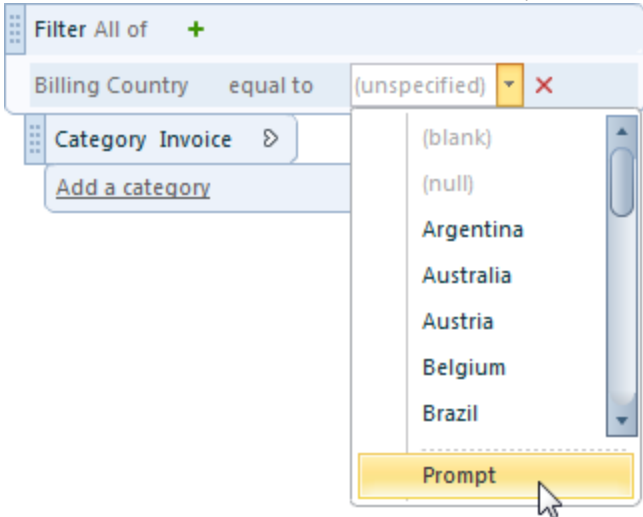 Filter All of +
Billing Country equal to (unspecified)
Category Invoice
Add a category
(blank)
(null)
Argentina
Australia
Austria
Belgium
Brazil
Prompt